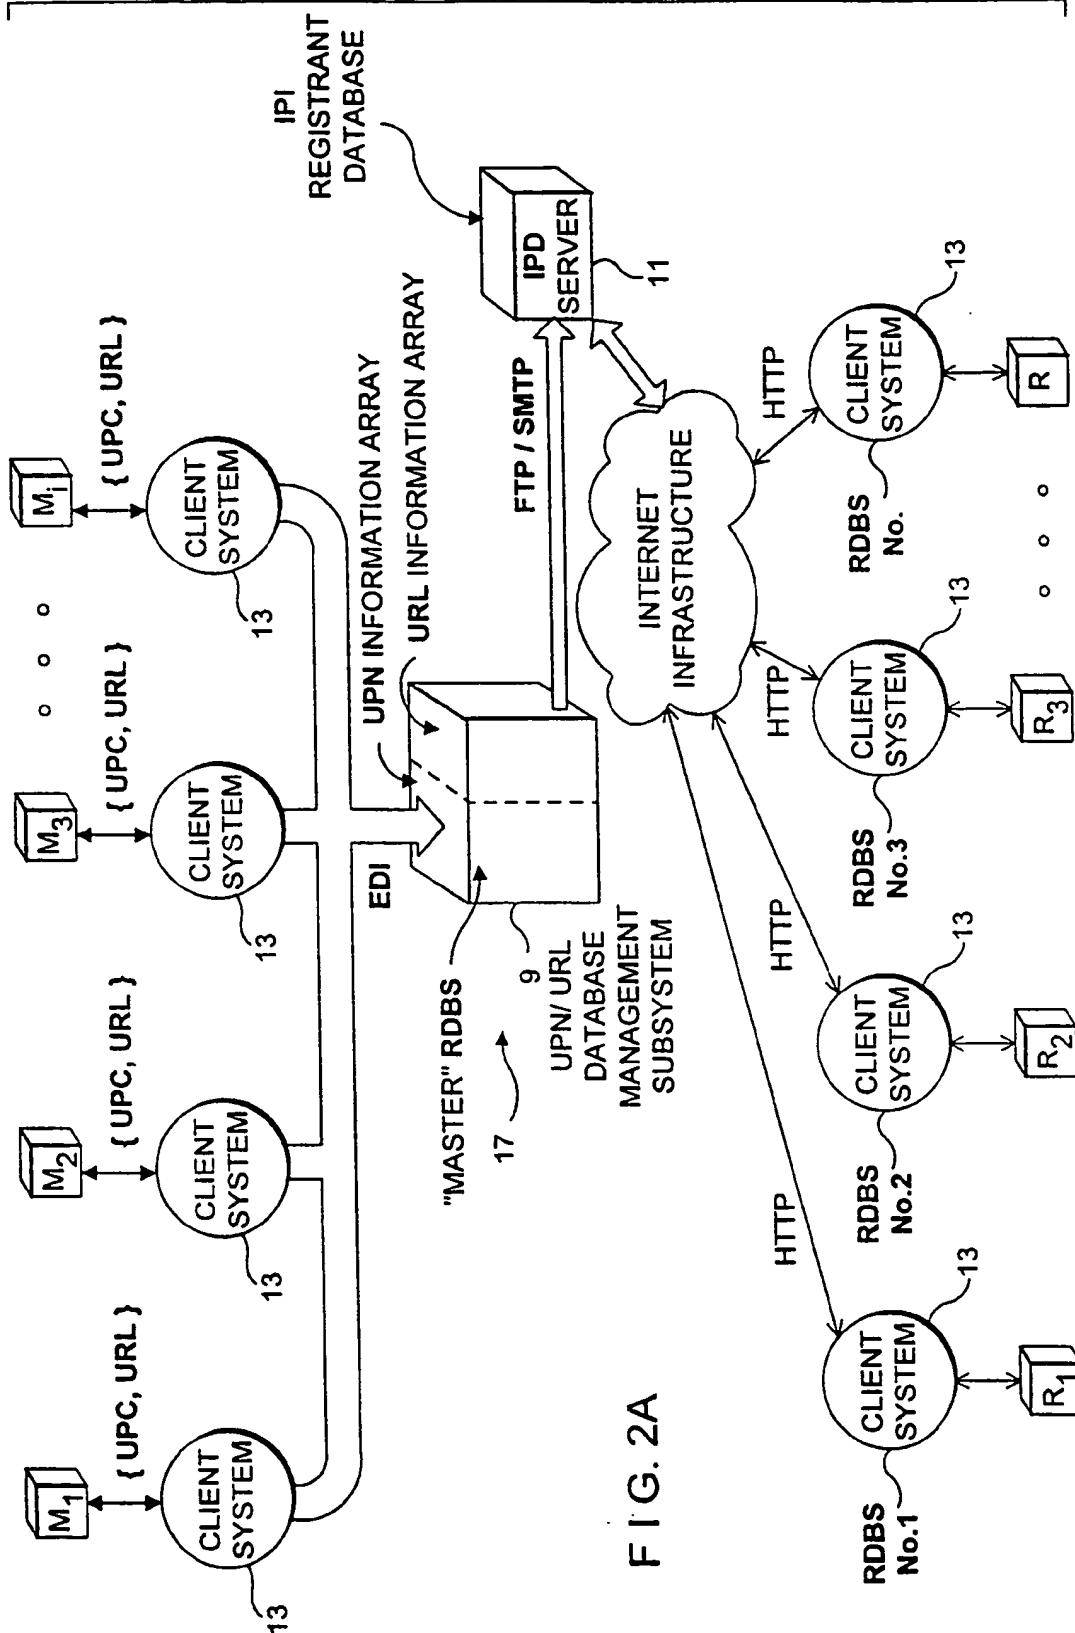 M1
M2
M3
Mi
{ UPC, URL }
{ UPC, URL }
{ UPC, URL }
{ UPC, URL }
CLIENT
SYSTEM
13
CLIENT
SYSTEM
13
CLIENT
SYSTEM
13
CLIENT
SYSTEM
13
EDI
UPN INFORMATION ARRAY
URL INFORMATION ARRAY
IPI
REGISTRANT
DATABASE
"MASTER" RDBS
17
9
UPN/ URL
DATABASE
MANAGEMENT
SUBSYSTEM
FTP / SMTP
IPD
SERVER
11
INTERNET
INFRASTRUCTURE
HTTP
HTTP
HTTP
HTTP
CLIENT
SYSTEM
13
RDBS
No.1
R1
CLIENT
SYSTEM
13
RDBS
No.2
R2
CLIENT
SYSTEM
13
RDBS
No.3
R3
CLIENT
SYSTEM
13
RDBS
No.
R
FIG. 2A